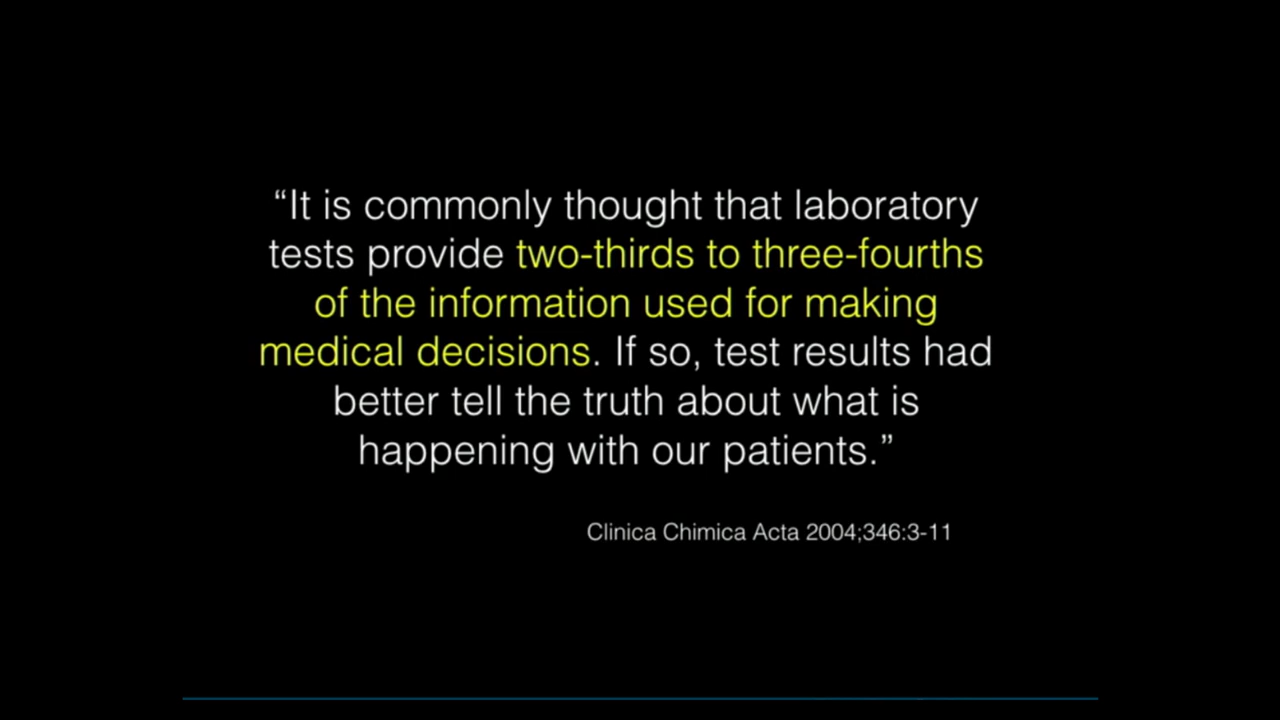 “It is commonly thought that laboratory
tests provide two-thirds to three-fourths
of the information used for making
medical decisions. If so, test results had
better tell the truth about what is
happening with our patients.”
Clinica Chimica Acta 2004;346:3-11